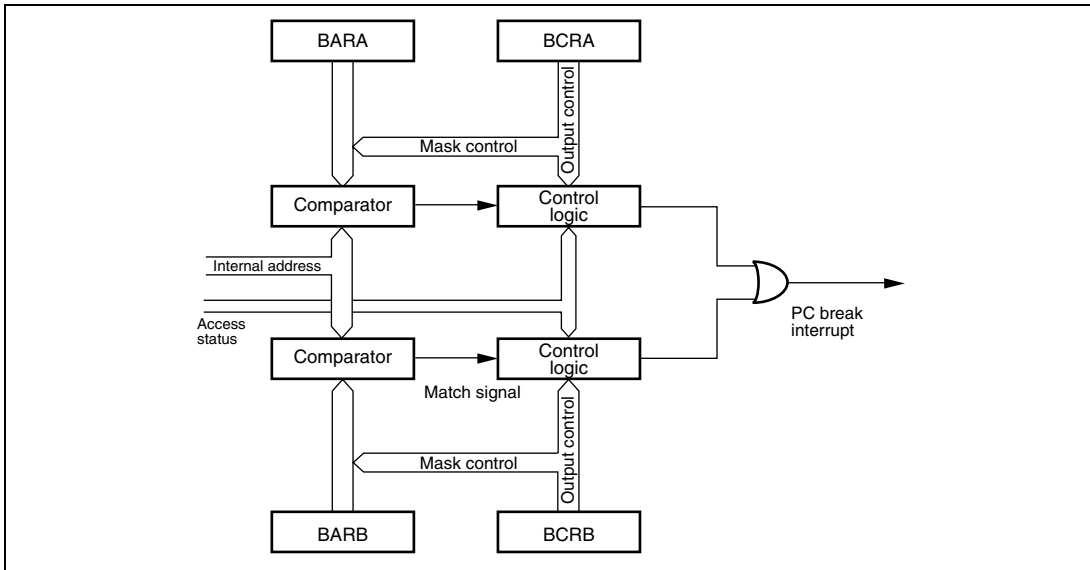 BARA
BCRA
Output control
Mask control
Comparator
Control
logic
Internal address
Access
status
PC break
interrupt
Comparator
Control
logic
Match signal
Output control
Mask control
BARB
BCRB